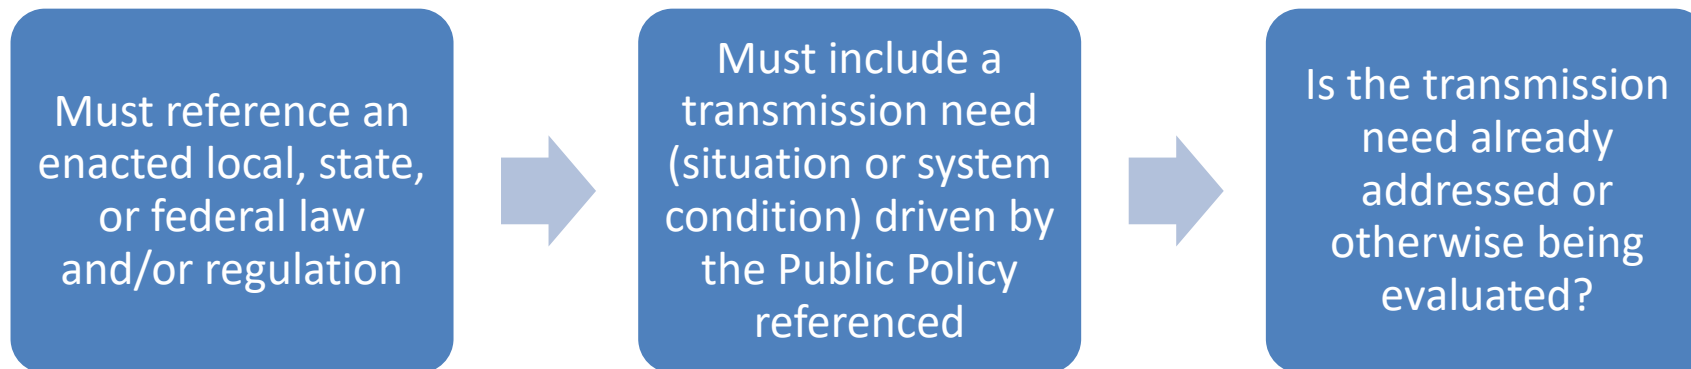 Must reference an
enacted local, state,
or federal law
and/or regulation
Must include a
transmission need
(situation or system
condition) driven by
the Public Policy
referenced
Is the transmission
need already
addressed or
otherwise being
evaluated?